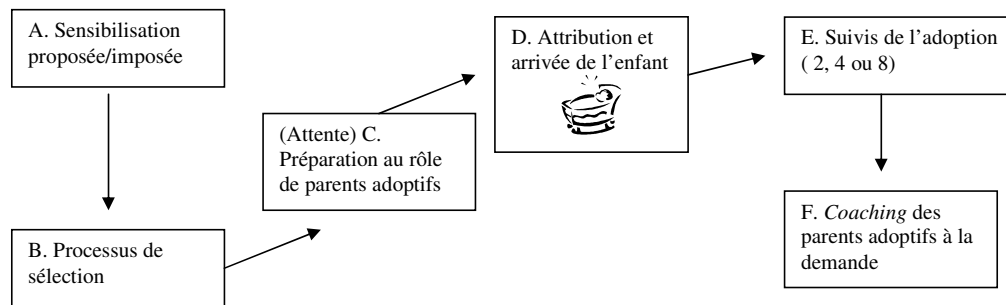 A. Sensibilisation
proposée/imposée
B. Processus de
sélection
(Attente) C.
Préparation au rôle
de parents adoptifs
D. Attribution et
arrivée de l’enfant
E. Suivis de l’adoption
( 2, 4 ou 8)
F. Coaching des
parents adoptifs à la
demande